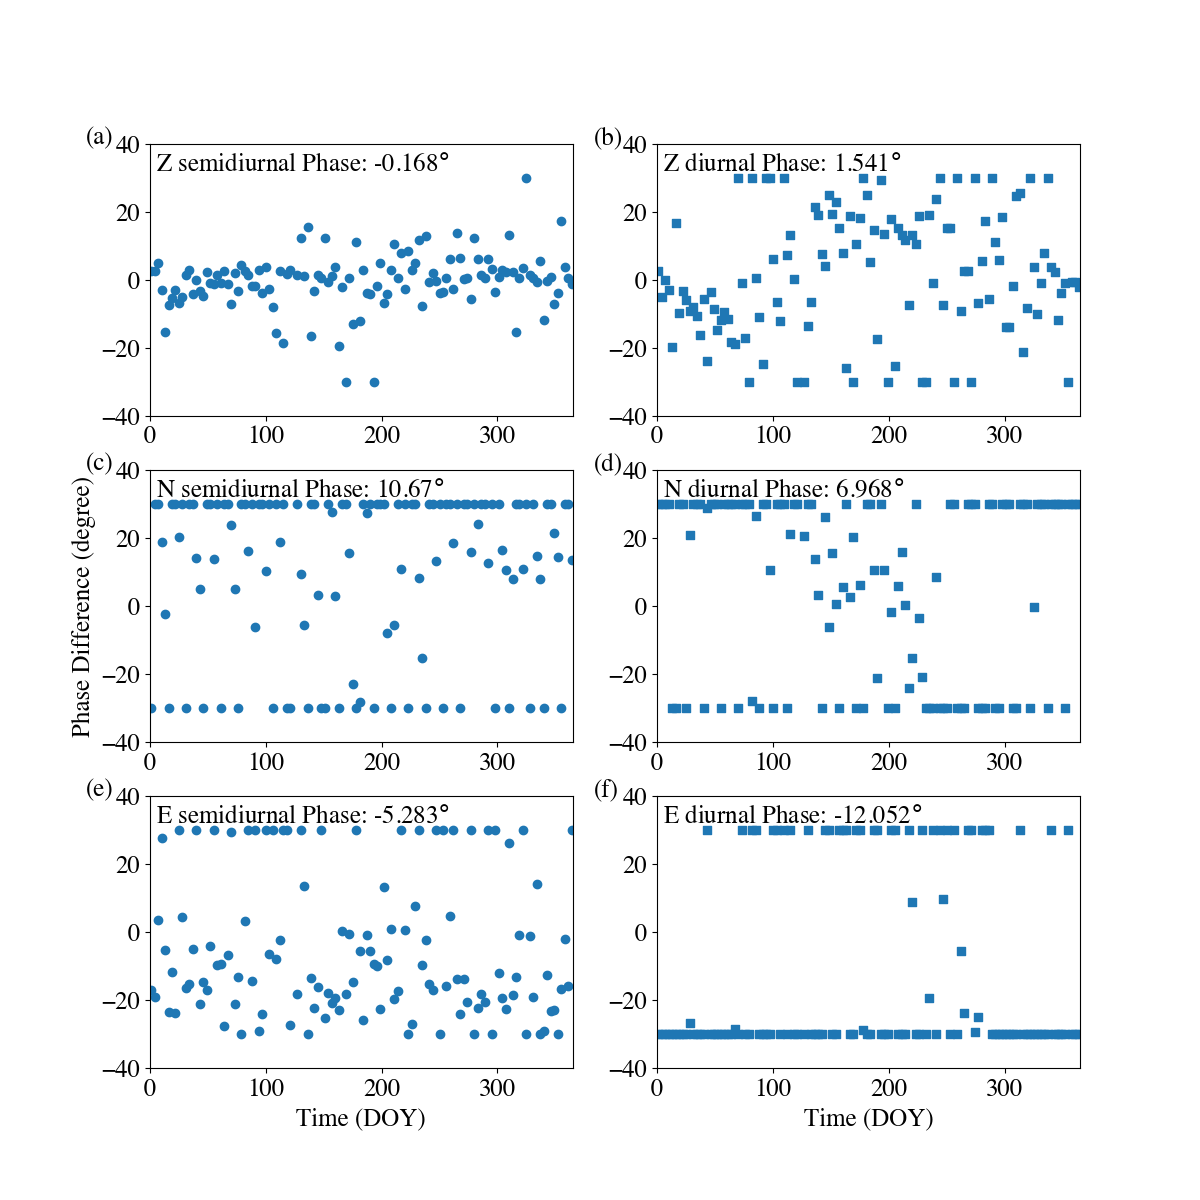 (a)
Z semidiurnal Phase: -0.168°
40
20
0
−20
−40
0 100 200 300
(b)
Z diurnal Phase: 1.541°
40
20
0
−20
−40
0 100 200 300
Phase Difference (degree)
(c)
N semidiurnal Phase: 10.67°
40
20
0
−20
−40
0 100 200 300
(d)
N diurnal Phase: 6.968°
40
20
0
−20
−40
0 100 200 300
(e)
E semidiurnal Phase: -5.283°
40
20
0
−20
−40
0 100 200 300
Time (DOY)
(f)
E diurnal Phase: -12.052°
40
20
0
−20
−40
0 100 200 300
Time (DOY)